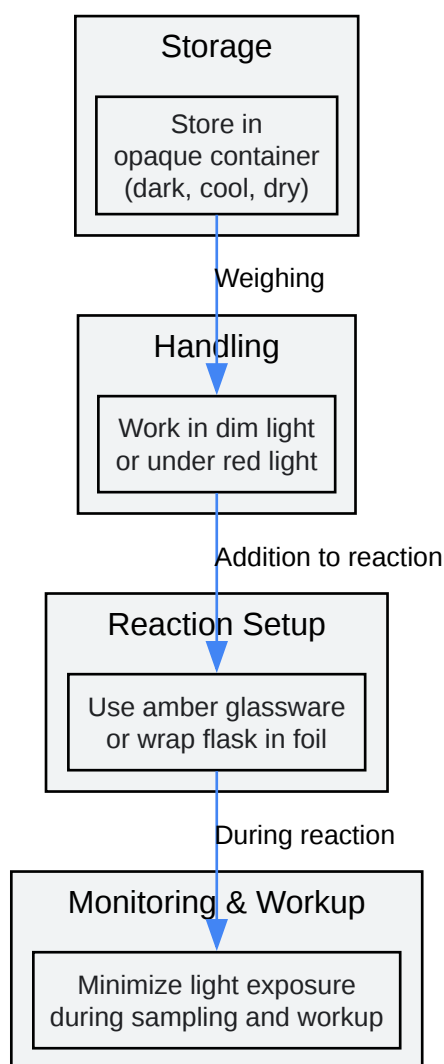 Storage
Store in
opaque container
(dark, cool, dry)
Weighing
Handling
Work in dim light
or under red light
Addition to reaction
Reaction Setup
Use amber glassware
or wrap flask in foil
During reaction
Monitoring & Workup
Minimize light exposure
during sampling and workup